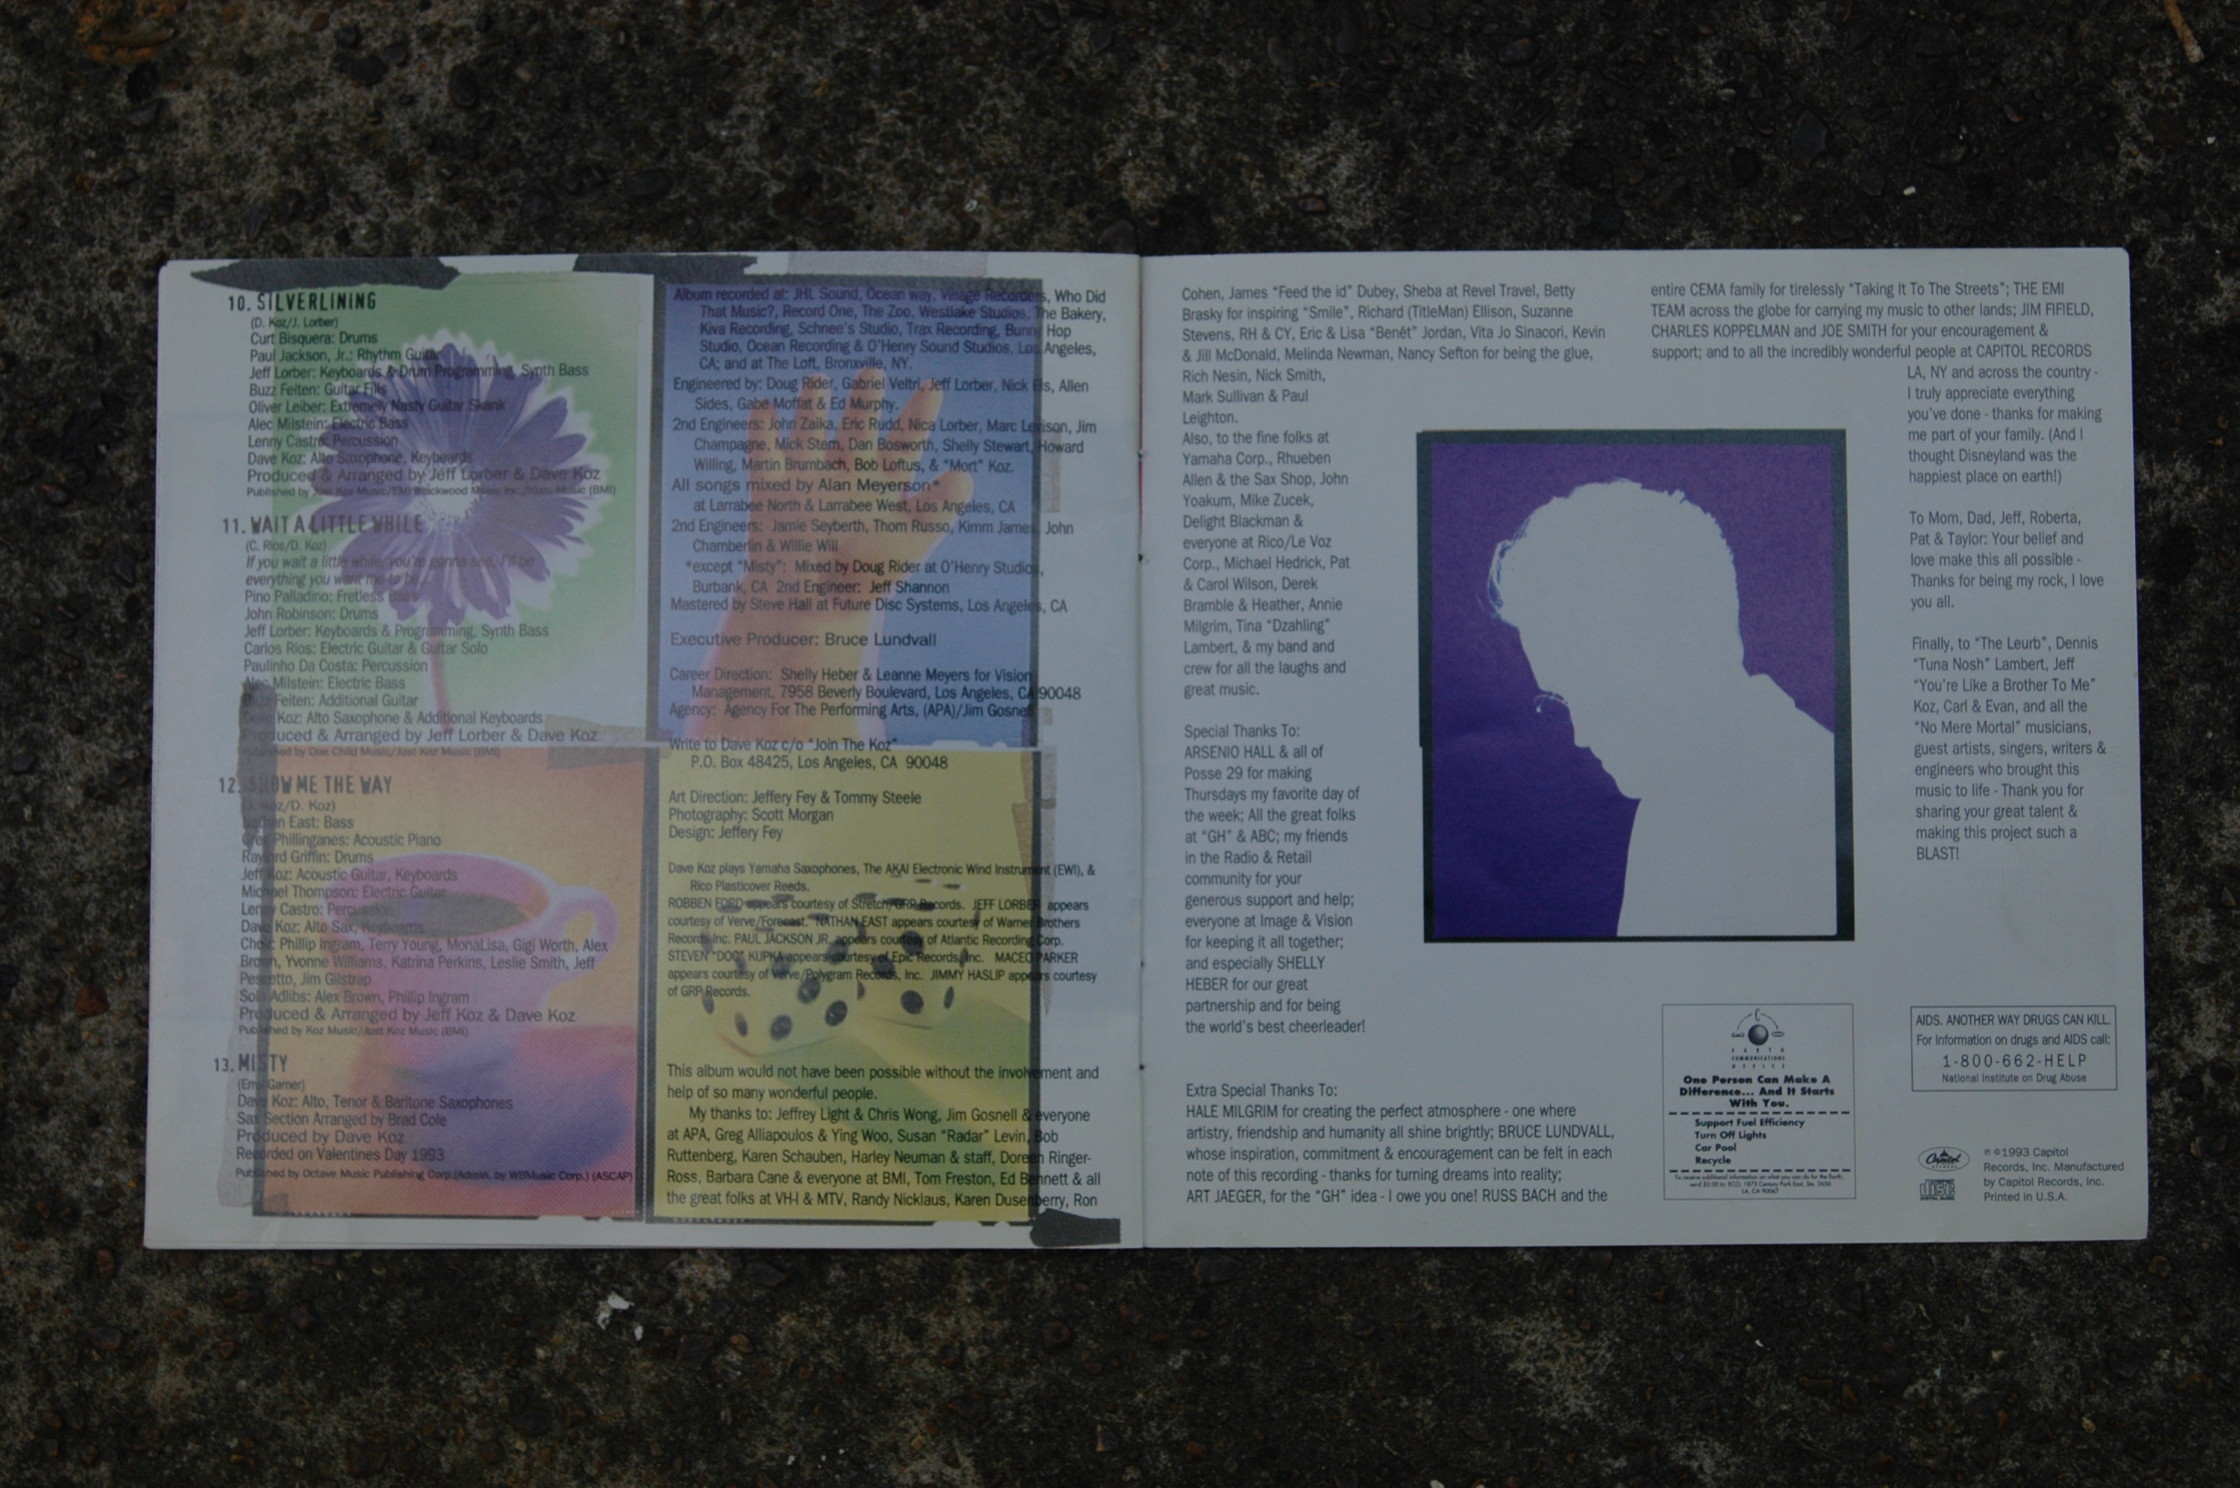 10. SILVERLINING
(D. Koz/J. Lorber)
Curt Bisquera: Drums
Paul Jackson, Jr.: Rhythm Guitar
Jeff Lorber: Keyboards & Drum Programming, Synth Bass
Buzz Feiten: Guitar Fills
Oliver Leiber: Extremely Nasty Guitar Skank
Alec Milstein: Electric Bass
Lenny Castro: Percussion
Dave Koz: Alto Saxophone, Keyboards
Produced & Arranged by Jeff Lorber & Dave Koz
11. WAIT A LITTLE WHILE
If you wait a little while
everything you
Pino Palladino: Fretless
John Robinson: Drums
Jeff Lorber: Keyboards & Programming, Synth Bass
Carlos Rios: Electric Guitar & Guitar Solo
Paulino Da Costa: Percussion
Alec Milstein: Electric Bass
Feiten: Additional Guitar
Koz: Alto Saxophone & Additional Keyboards
uced & Arranged by Jeff Lorber & Dave Koz
12. SHOW ME THE WAY
East: Bass
Phillinganes: Acoustic Piano
Rayford Griffin: Drums
Jeff Koz: Acoustic Guitar, Keyboards
Michael Thompson: Electric Guitar
Lenny Castro: Percussion
Dave Koz: Alto Sax,
Choir: Phillip Ingram, Terry Young, MonaLisa, Gigi Worth, Alex
Brown, Yvonne Williams, Katrina Perkins, Leslie Smith, Jeff
Pescetto, Jim Gilstrap
Solo Adlibs: Alex Brown, Phillip Ingram
Produced & Arranged by Jeff Koz & Dave Koz
Published by Koz Music/Just Koz Music (BMI)
13. MISTY
(Errol Garner)
Dave Koz: Alto, Tenor & Baritone Saxophones
Sax Section Arranged by Brad Cole
Produced by Dave Koz
Recorded on Valentines Day 1993
Published by Octave Music Publishing Corp.(Admin. by WB Music Corp.) (ASCAP)
Album recorded at: JHL Sound, Ocean way, Village Recorders, Who Did
That Music?, Record One, The Zoo, Westlake Studios, The Bakery,
Kiva Recording, Schnee's Studio, Trax Recording, Bunny Hop
Studio, Ocean Recording & O'Henry Sound Studios, Los Angeles,
CA, and at The Loft, Bronxville, NY.
Engineered by: Doug Rider, Gabriel Veltri, Jeff Lorber, Nick Els, Allen
Sides, Gabe Moffat & Ed Murphy.
2nd Engineers: John Zalka, Eric Rudd, Nica Lorber, Marc Leisson, Jim
Champagne, Mick Stern, Dan Bosworth, Shelly Stewart, Howard
Willing, Martin Brumbach, Bob Loftus, & "Mort" Koz.
All songs mixed by Alan Meyerson*
at Larrabee North & Larrabee West, Los Angeles, CA
2nd Engineers: Jamie Seyberth, Thom Russo, Kimm James, John
Chamberlin & Willie Will
*except "Misty": Mixed by Doug Rider at O'Henry Studios,
Burbank, CA 2nd Engineer: Jeff Shannon
Mastered by Steve Hall at Future Disc Systems, Los Angeles, CA
Executive Producer: Bruce Lundvall
Career Direction: Shelly Heber & Leanne Meyers for Vision
Management, 7958 Beverly Boulevard, Los Angeles, CA 90048
Agency: Agency For The Performing Arts, (APA)/Jim Gosnell
Write to Dave Koz c/o "Join The Koz"
P.O. Box 48425, Los Angeles, CA 90048
Art Direction: Jeffery Fey & Tommy Steele
Photography: Scott Morgan
Design: Jeffery Fey
Dave Koz plays Yamaha Saxophones, The AKAI Electronic Wind Instrument (EWI), &
Rico Plasticover Reeds.
ROBBEN FORD appears courtesy of Stretch/GRP Records. JEFF LORBER appears
courtesy of Verve/Forecast. NATHAN EAST appears courtesy of Warner Brothers
Records Inc. PAUL JACKSON JR. appears courtesy of Atlantic Recording Corp.
STEVEN "DOC" KUPKA appears courtesy of Epic Records, Inc. MACEO PARKER
appears courtesy of Verve/Polygram Records, Inc. JIMMY HASLIP appears courtesy
of GRP Records.
This album would not have been possible without the involvement and
help of so many wonderful people.
My thanks to: Jeffrey Light & Chris Wong, Jim Gosnell & everyone
at APA, Greg Alliapoulos & Ying Woo, Susan "Radar" Levin, Bob
Ruttenberg, Karen Schauben, Harley Neuman & staff, Doreen Ringer-
Ross, Barbara Cane & everyone at BMI, Tom Freston, Ed Bennett & all
the great folks at VH-I & MTV, Randy Nicklaus, Karen Dusenberry, Ron
Cohen, James "Feed the id" Dubey, Sheba at Revel Travel, Betty
Brasky for inspiring "Smile", Richard (TitleMan) Ellison, Suzanne
Stevens, RH & CY, Eric & Lisa "Benét" Jordan, Vita Jo Sinacori, Kevin
& Jill McDonald, Melinda Newman, Nancy Sefton for being the glue,
Rich Nesin, Nick Smith,
Mark Sullivan & Paul
Leighton.
Also, to the fine folks at
Yamaha Corp., Rhueben
Allen & the Sax Shop, John
Yoakum, Mike Zucek,
Delight Blackman &
everyone at Rico/Le Voz
Corp., Michael Hedrick, Pat
& Carol Wilson, Derek
Bramble & Heather, Annie
Milgrim, Tina "Dzahling"
Lambert, & my band and
crew for all the laughs and
great music.
Special Thanks To:
ARSENIO HALL & all of
Posse 29 for making
Thursdays my favorite day of
the week; All the great folks
at "GH" & ABC; my friends
in the Radio & Retail
community for your
generous support and help;
everyone at Image & Vision
for keeping it all together;
and especially SHELLY
HEBER for our great
partnership and for being
the world's best cheerleader!
Extra Special Thanks To:
HALE MILGRIM for creating the perfect atmosphere - one where
artistry, friendship and humanity all shine brightly; BRUCE LUNDVALL,
whose inspiration, commitment & encouragement can be felt in each
note of this recording - thanks for turning dreams into reality;
ART JAEGER, for the "GH" idea - I owe you one! RUSS BACH and the
entire CEMA family for tirelessly "Taking It To The Streets"; THE EMI
TEAM across the globe for carrying my music to other lands; JIM FIFIELD,
CHARLES KOPPELMAN and JOE SMITH for your encouragement &
support; and to all the incredibly wonderful people at CAPITOL RECORDS
LA, NY and across the country -
I truly appreciate everything
you've done - thanks for making
me part of your family. (And I
thought Disneyland was the
happiest place on earth!)
To Mom, Dad, Jeff, Roberta,
Pat & Taylor: Your belief and
love make this all possible -
Thanks for being my rock, I love
you all.
Finally, to "The Leurb", Dennis
"Tuna Nosh" Lambert, Jeff
"You're Like a Brother To Me"
Koz, Carl & Evan, and all the
"No Mere Mortal" musicians,
guest artists, singers, writers &
engineers who brought this
music to life - Thank you for
sharing your great talent &
making this project such a
BLAST!
EARTH
COMMUNICATIONS
OFFICE
One Person Can Make A
Difference... And It Starts
With You.
Support Fuel Efficiency
Turn Off Lights
Car Pool
Recycle
AIDS. ANOTHER WAY DRUGS CAN KILL
For Information on drugs and AIDS call:
1-800-662-HELP
National Institute on Drug Abuse
Capitol
℗©1993 Capitol
Records, Inc. Manufactured
by Capitol Records, Inc.
Printed in U.S.A.